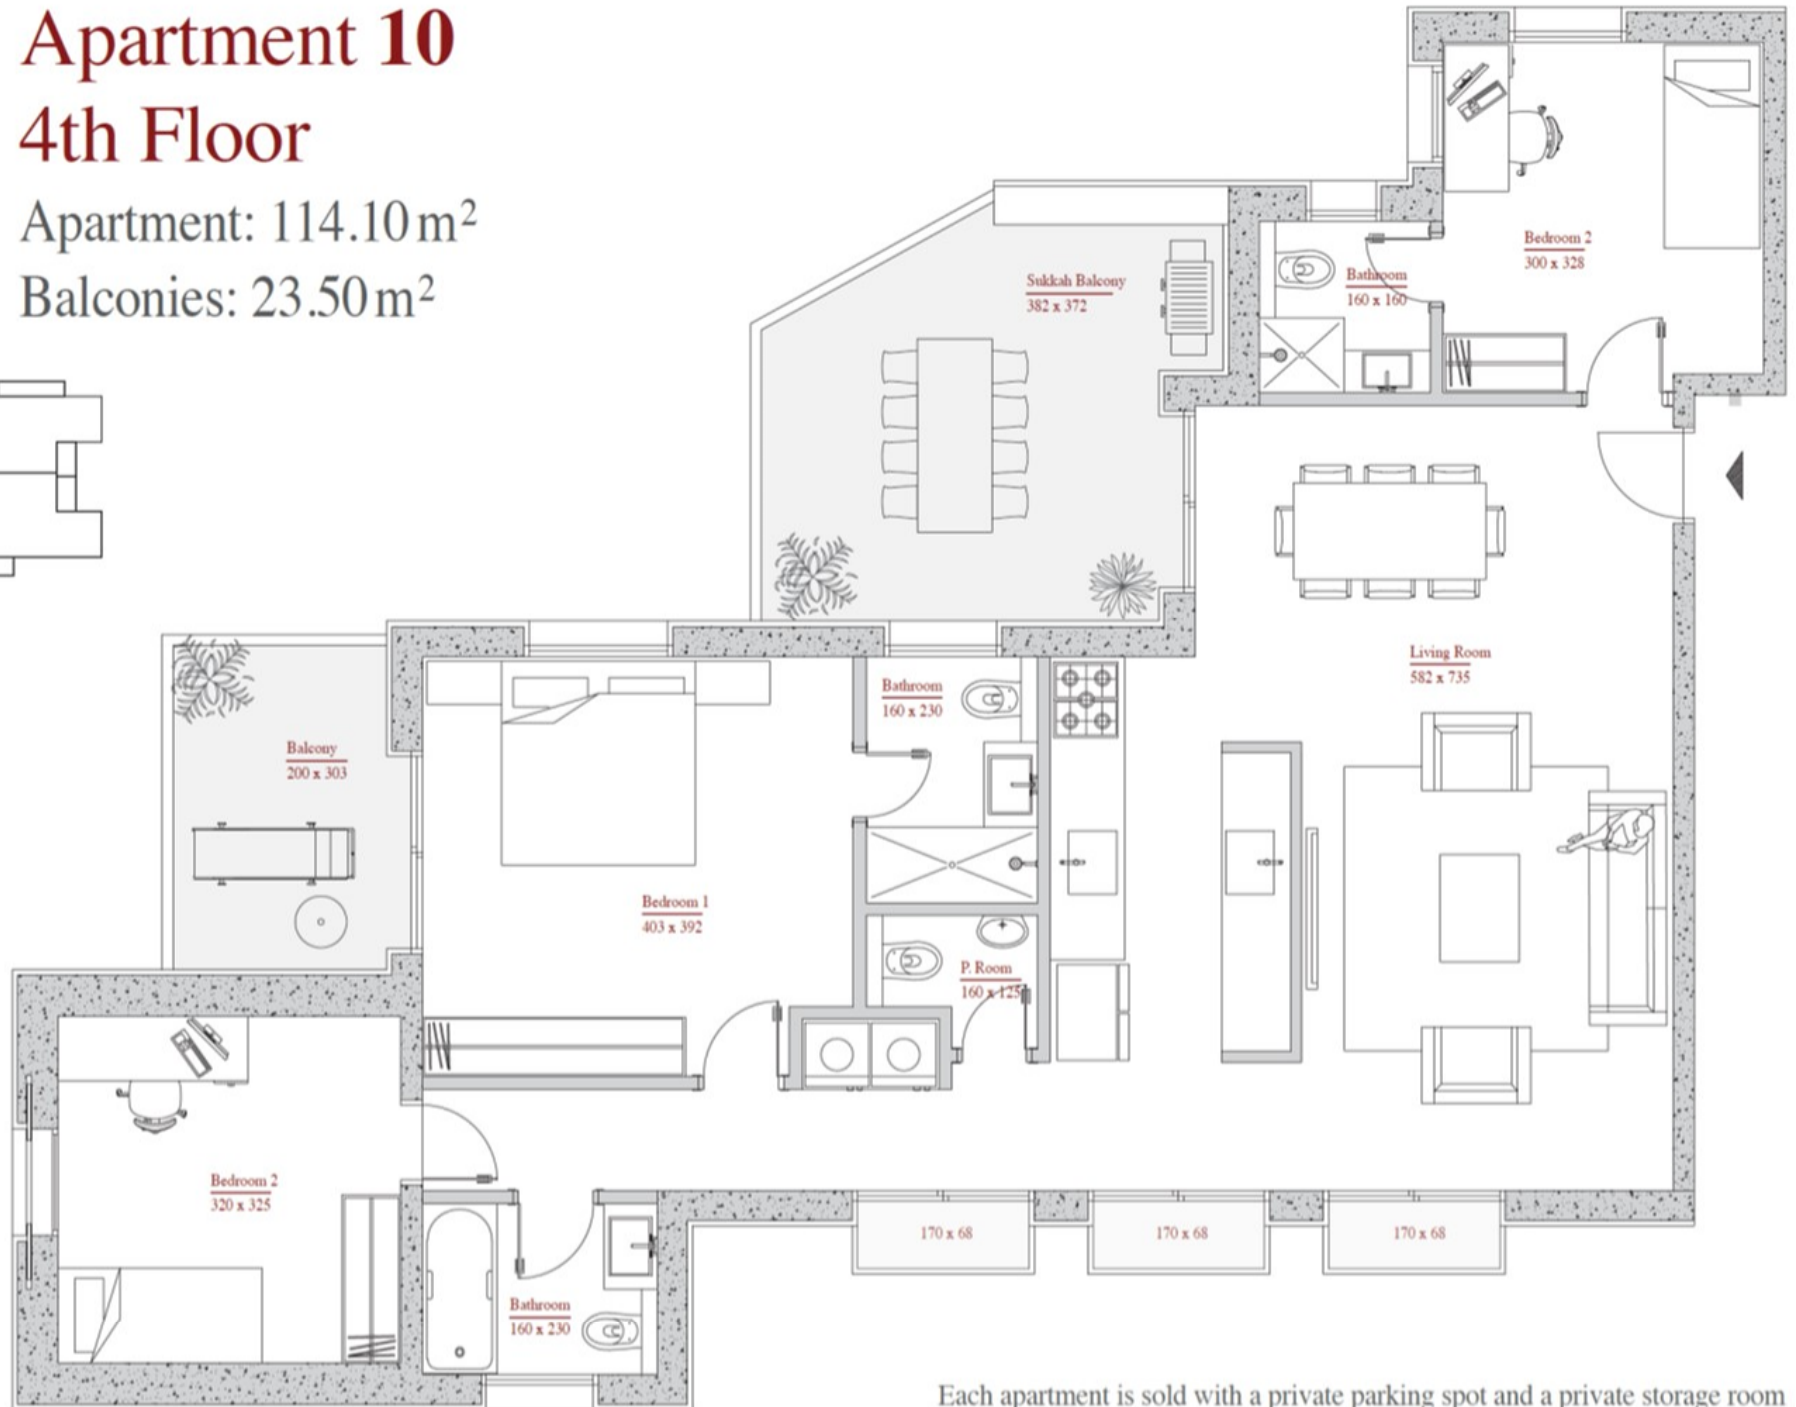 Apartment 10
4th Floor
Apartment: 114.10 m²
Balconies: 23.50 m²
Bedroom 2
300 x 328
Bathroom
160 x 160
Sukkah Balcony
382 x 372
Living Room
582 x 735
Bathroom
160 x 230
Balcony
200 x 303
Bedroom 1
403 x 392
P. Room
160 x 125
Bedroom 2
320 x 325
170 x 68
170 x 68
170 x 68
Bathroom
160 x 230
Each apartment is sold with a private parking spot and a private storage room